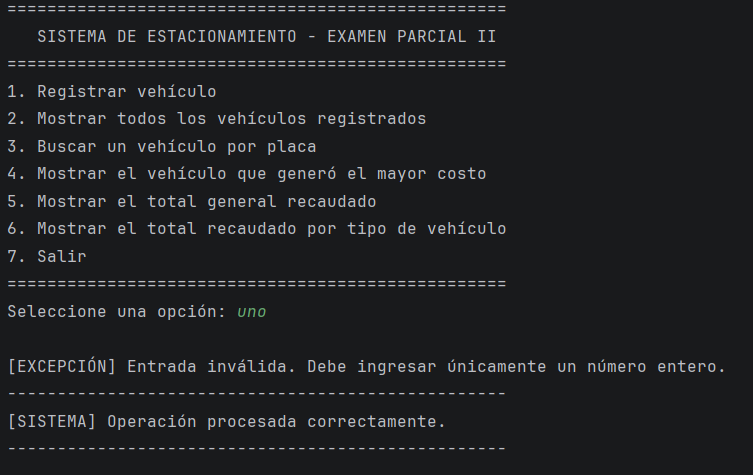 ==================================================
   SISTEMA DE ESTACIONAMIENTO - EXAMEN PARCIAL II
==================================================
1. Registrar vehículo
2. Mostrar todos los vehículos registrados
3. Buscar un vehículo por placa
4. Mostrar el vehículo que generó el mayor costo
5. Mostrar el total general recaudado
6. Mostrar el total recaudado por tipo de vehículo
7. Salir
==================================================
Seleccione una opción: uno

[EXCEPCIÓN] Entrada inválida. Debe ingresar únicamente un número entero.
--------------------------------------------------
[SISTEMA] Operación procesada correctamente.
--------------------------------------------------